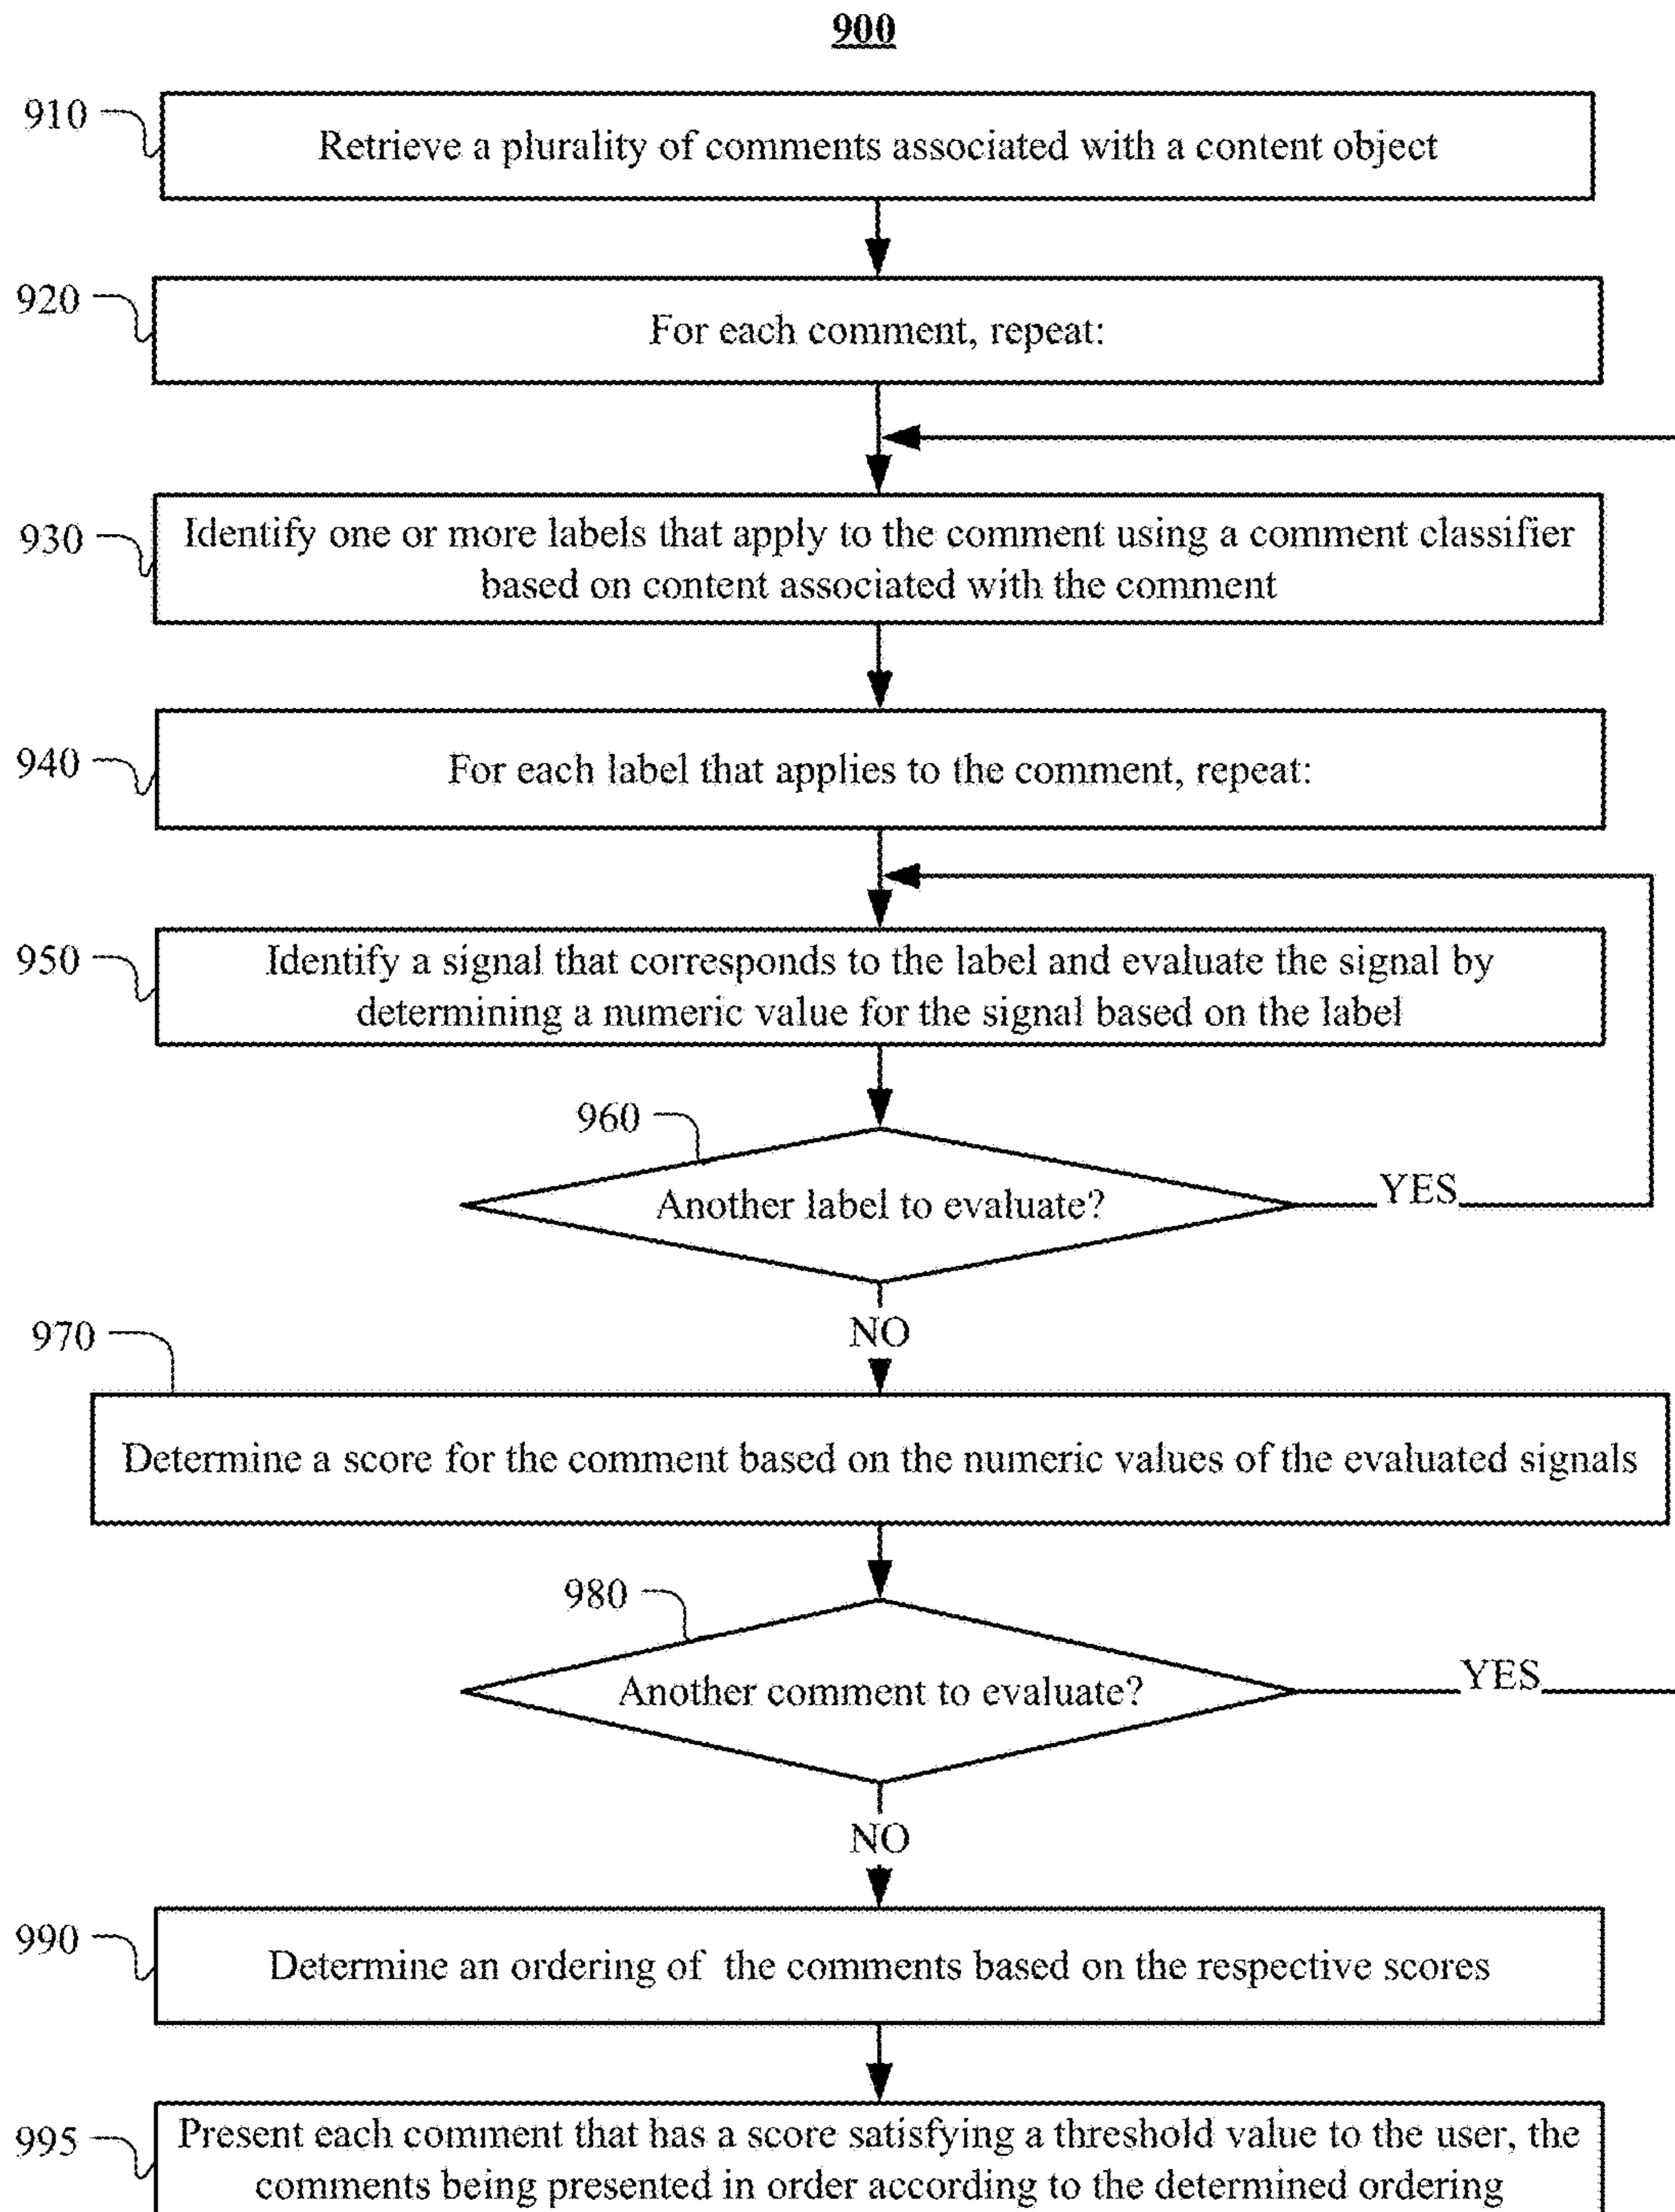 900
910
Retrieve a plurality of comments associated with a content object
920
For each comment, repeat:
930
Identify one or more labels that apply to the comment using a comment classifier
based on content associated with the comment
940
For each label that applies to the comment, repeat:
950
Identify a signal that corresponds to the label and evaluate the signal by
determining a numeric value for the signal based on the label
960
Another label to evaluate?
YES
NO
970
Determine a score for the comment based on the numeric values of the evaluated signals
980
Another comment to evaluate?
YES
NO
990
Determine an ordering of the comments based on the respective scores
995
Present each comment that has a score satisfying a threshold value to the user, the
comments being presented in order according to the determined ordering